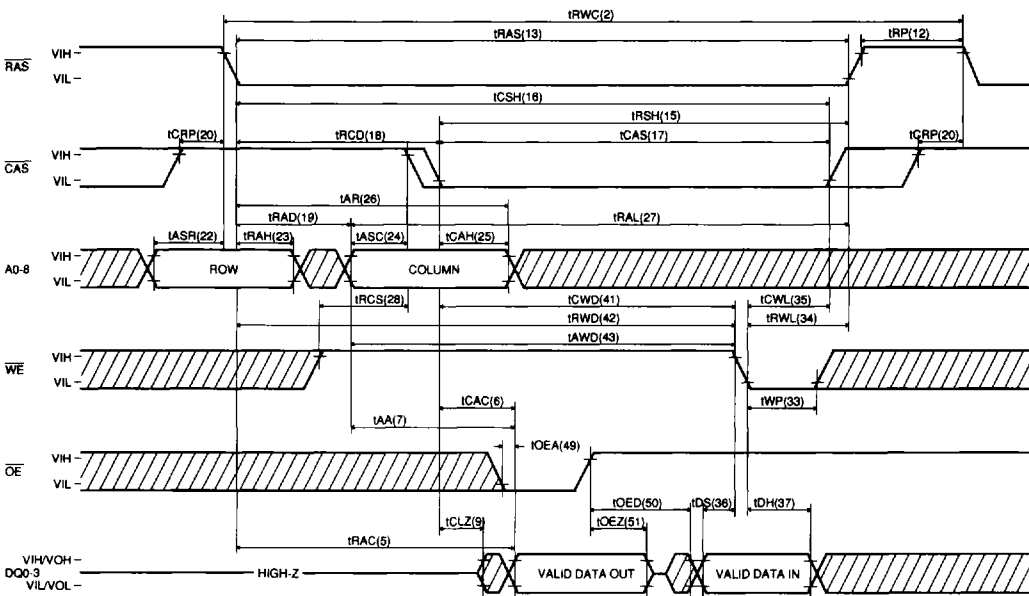 tRWC(2)
tRAS(13)
tRP(12)
RAS
VIH
VIL
tCSH(16)
tRSH(15)
tCRP(20)
tRCD(18)
tCAS(17)
tCRP(20)
CAS
VIH
VIL
tAR(26)
tRAD(19)
tRAL(27)
tASR(22)
tRAH(23)
tASC(24)
tCAH(25)
A0-8
VIH
VIL
ROW
COLUMN
tRCS(28)
tCWD(41)
tCWL(35)
tRWD(42)
tRWL(34)
tAWD(43)
WE
VIH
VIL
tCAC(6)
tWP(33)
tAA(7)
tOEA(49)
OE
VIH
VIL
tOED(50)
tDS(36)
tDH(37)
tCLZ(9)
tOEZ(51)
tRAC(5)
VIH/VOH
DQ0-3
VIL/VOL
HIGH-Z
VALID DATA OUT
VALID DATA IN